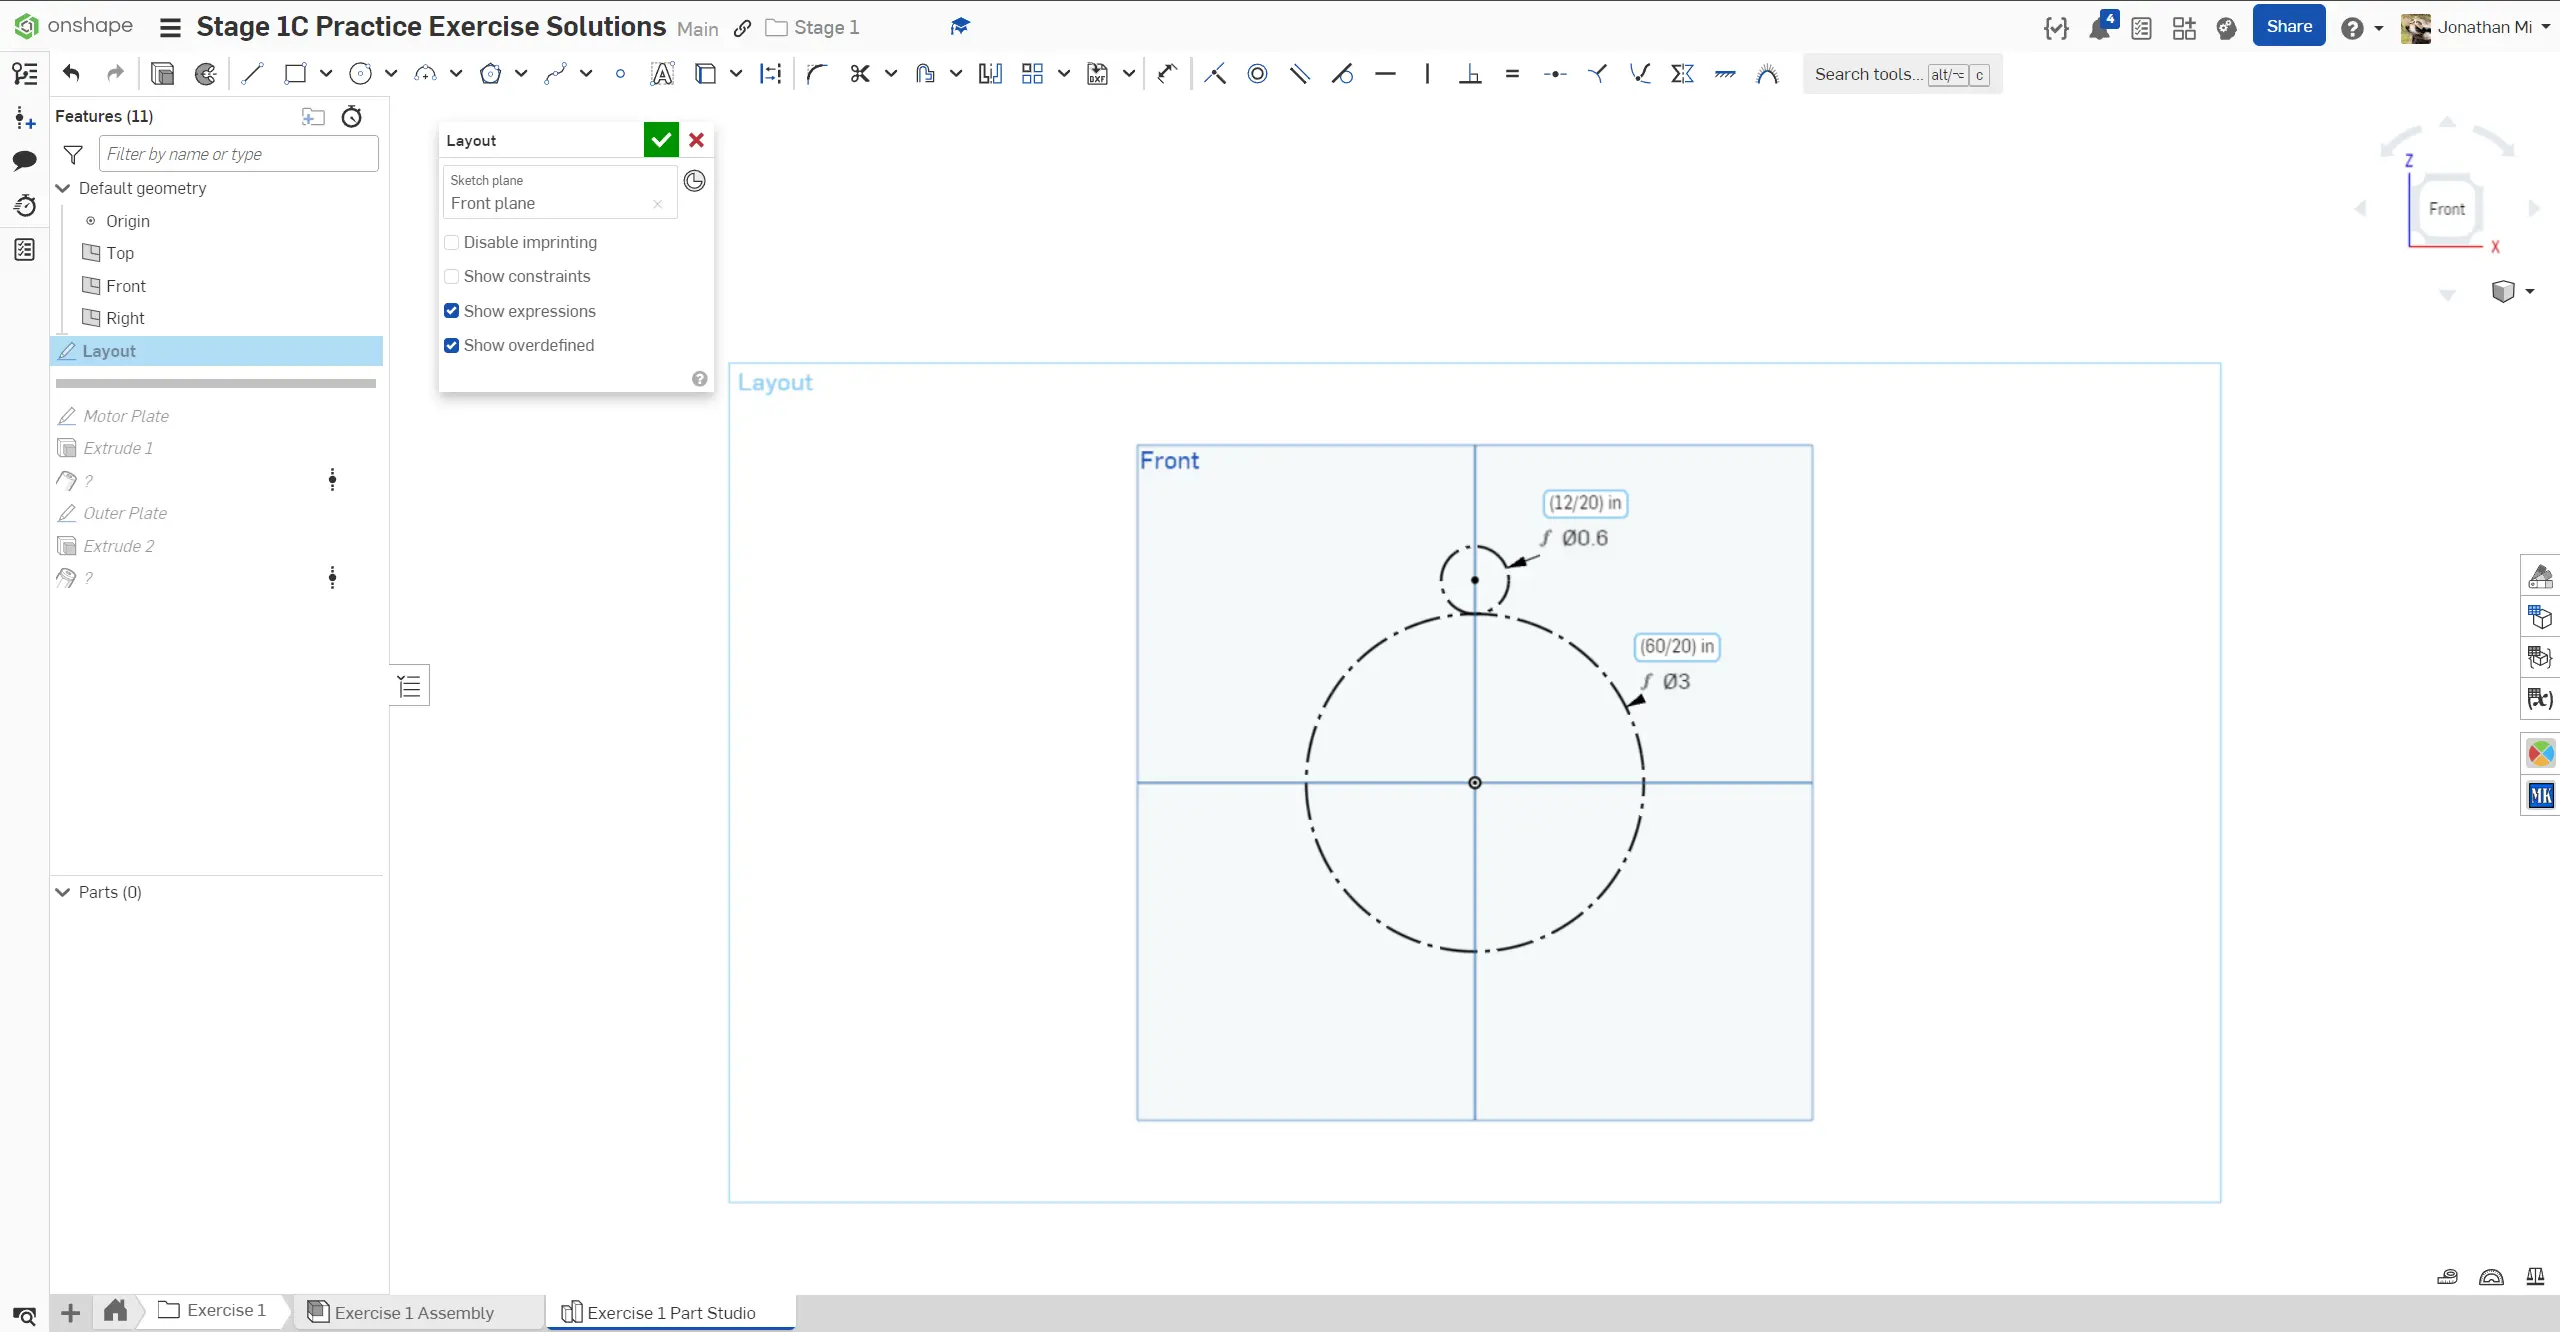 onshape
Stage 1C Practice Exercise Solutions Main Stage 1
4
Share
Jonathan Mi
DXF
Search tools... alt/⌥ c
Features (11)
Filter by name or type
Default geometry
Origin
Top
Front
Right
Layout
Motor Plate
Extrude 1
?
Outer Plate
Extrude 2
?
Parts (0)
Layout
Sketch plane
Front plane
Disable imprinting
Show constraints
Show expressions
Show overdefined
?
Layout
Front
(12/20) in
ƒ Ø0.6
(60/20) in
ƒ Ø3
Z
Front
X
(x)
MK
Exercise 1
Exercise 1 Assembly
Exercise 1 Part Studio